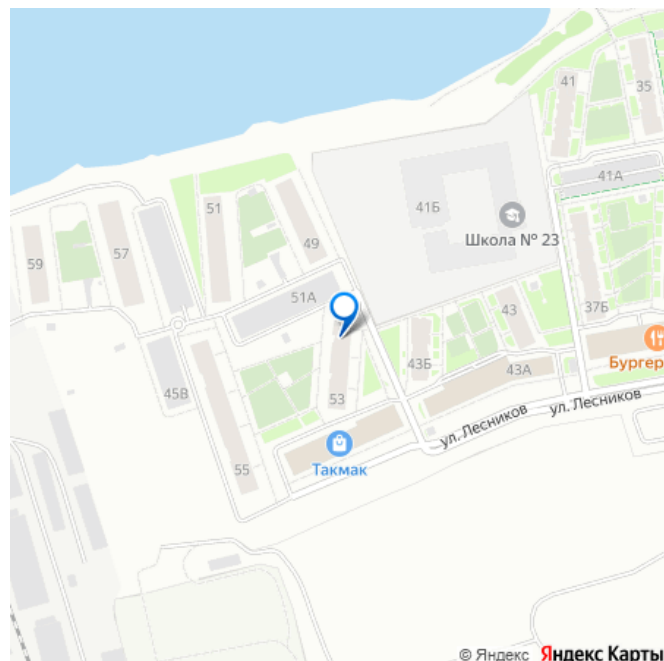 41
35
41А
41Б
Школа № 23
51
49
57
59
51А
43
37Б
43Б
Бургер
43А
45В
53
ул. Лесников
ул. Лесников
55
Такмак
© Яндекс Яндекс Карты